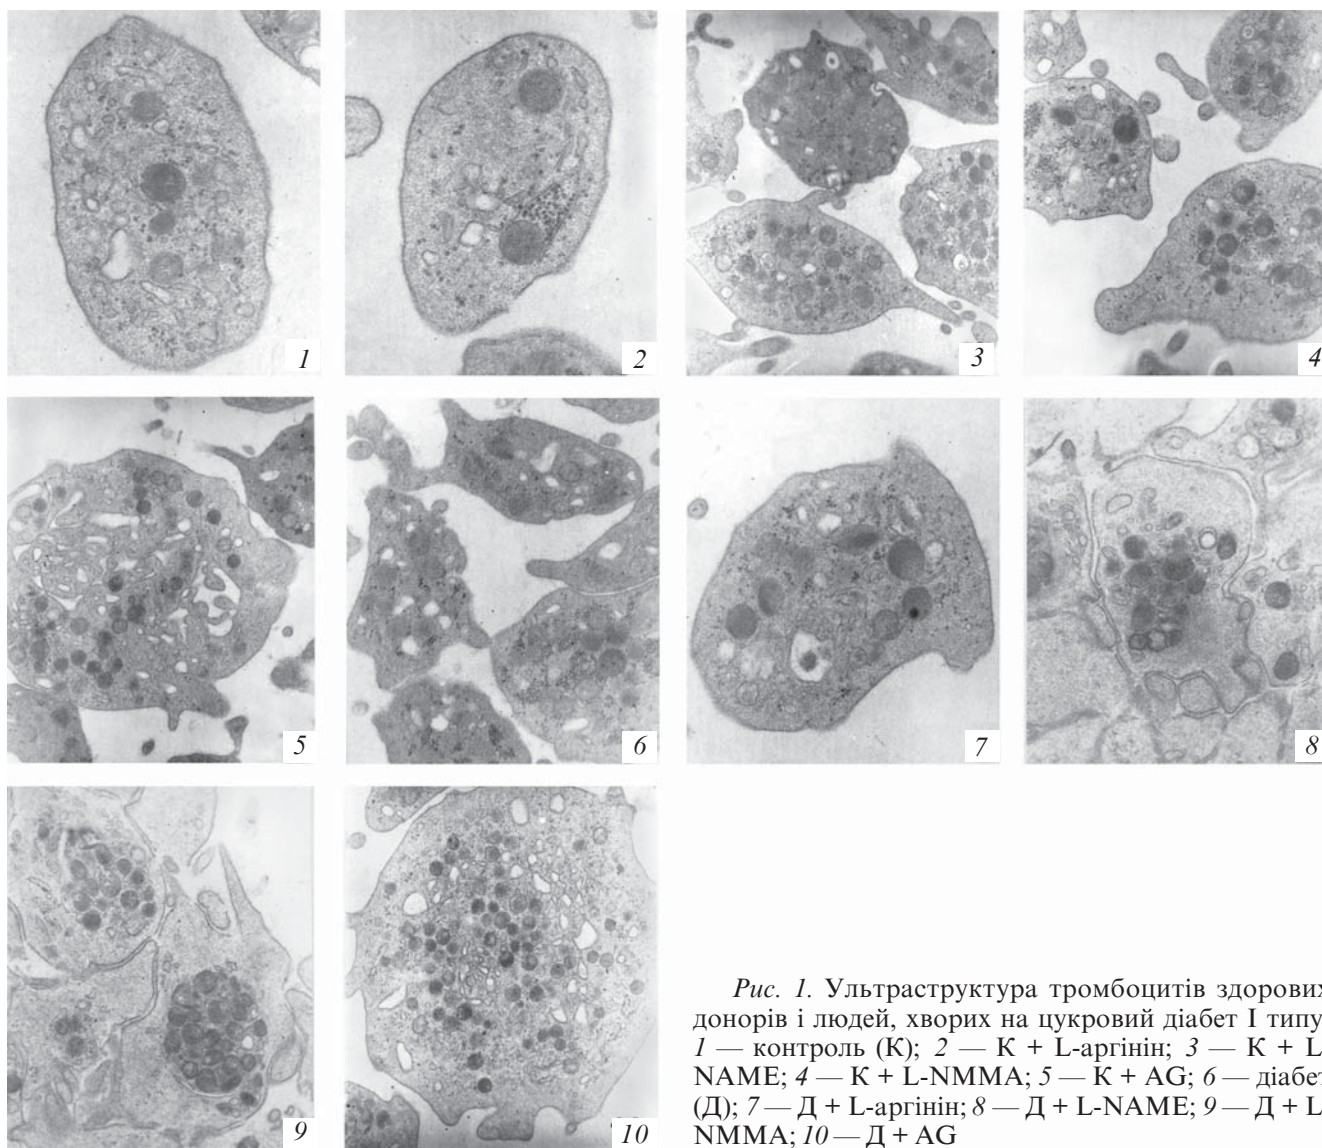 1
2
3
4
5
6
7
8
9
10
Рис. 1. Ультраструктура тромбоцитів здорових
донорів і людей, хворих на цукровий діабет I типу
1 — контроль (К); 2 — К + L-аргінін; 3 — К + L
NAME; 4 — К + L-NMMA; 5 — К + AG; 6 — діабет
(Д); 7 — Д + L-аргінін; 8 — Д + L-NAME; 9 — Д + L
NMMA; 10 — Д + AG